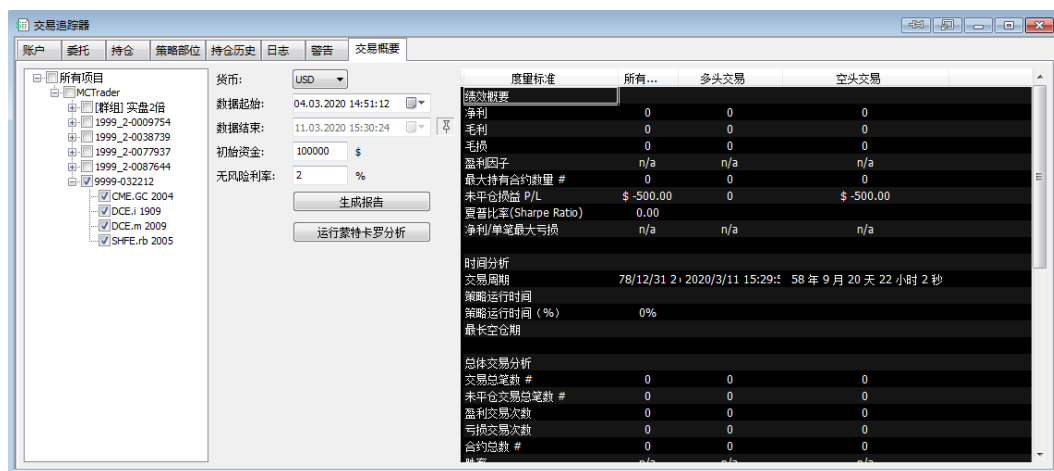 交易追踪器
账户 委托 持仓 策略部位 持仓历史 日志 警告 交易概要
所有项目
MCTrader
[群组] 实盘2倍
1999_2-0009754
1999_2-0038739
1999_2-0077937
1999_2-0087644
9999-032212
CME.GC 2004
DCE.i 1909
DCE.m 2009
SHFE.rb 2005
货币: USD
数据起始: 04.03.2020 14:51:12
数据结束: 11.03.2020 15:30:24
初始资金: 100000 $
无风险利率: 2 %
生成报告
运行蒙特卡罗分析
度量标准 所有... 多头交易 空头交易
绩效概要
净利 0 0 0
毛利 0 0 0
毛损 0 0 0
盈利因子 n/a n/a n/a
最大持有合约数量 # 0 0 0
未平仓损益 P/L $ -500.00 0 $ -500.00
夏普比率(Sharpe Ratio) 0.00
净利/单笔最大亏损 n/a n/a n/a
时间分析
交易周期 78/12/31 2 2020/3/11 15:29: 58 年 9 月 20 天 22 小时 2 秒
策略运行时间
策略运行时间（%） 0%
最长空仓期
总体交易分析
交易总笔数 # 0 0 0
未平仓交易总笔数 # 0 0 0
盈利交易次数 0 0 0
亏损交易次数 0 0 0
合约总数 # 0 0 0
胜率 n/a n/a n/a